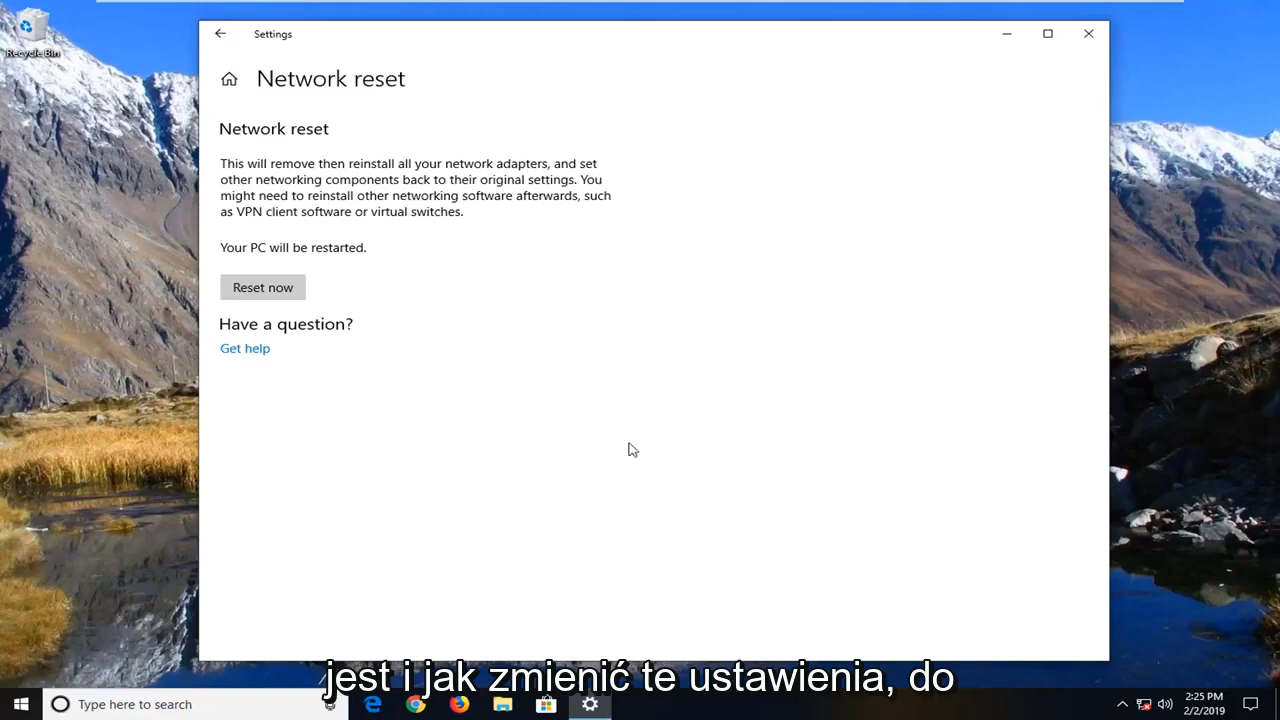 Recycle Bin
Settings
Network reset
Network reset
This will remove then reinstall all your network adapters, and set
other networking components back to their original settings. You
might need to reinstall other networking software afterwards, such
as VPN client software or virtual switches.
Your PC will be restarted.
Reset now
Have a question?
Get help
jest i jak zmienić te ustawienia, do
Type here to search
2:25 PM
2/2/2019